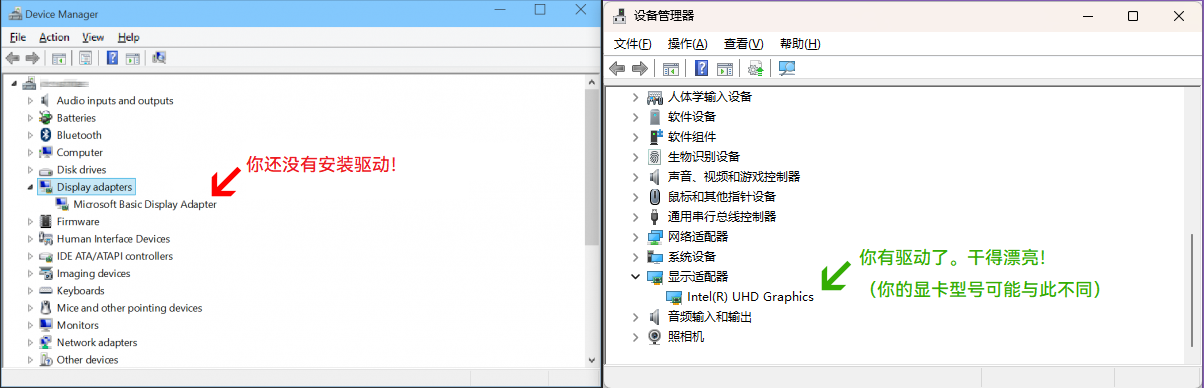 Device Manager
File Action View Help
Audio inputs and outputs
Batteries
Bluetooth
Computer
Disk drives
Display adapters
Microsoft Basic Display Adapter
Firmware
Human Interface Devices
IDE ATA/ATAPI controllers
Imaging devices
Keyboards
Mice and other pointing devices
Monitors
Network adapters
Other devices
你还没有安装驱动！
设备管理器
文件(F) 操作(A) 查看(V) 帮助(H)
人体学输入设备
软件设备
软件组件
生物识别设备
声音、视频和游戏控制器
鼠标和其他指针设备
通用串行总线控制器
网络适配器
系统设备
显示适配器
Intel(R) UHD Graphics
音频输入和输出
照相机
你有驱动了。干得漂亮！
（你的显卡型号可能与此不同）